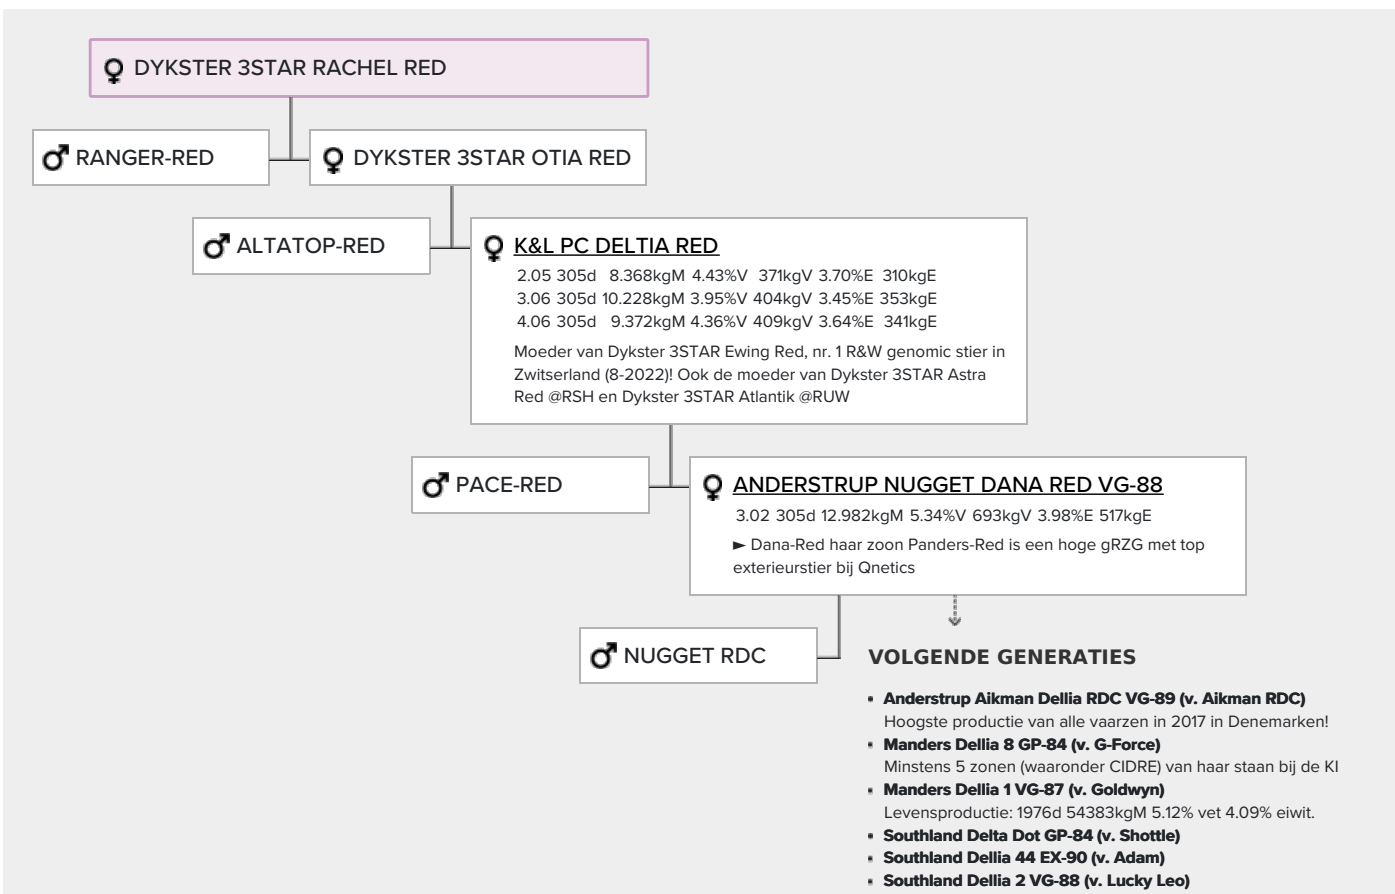 DYKSTER 3STAR RACHEL RED
RANGER-RED
DYKSTER 3STAR OTIA RED
ALTATOP-RED
K&L PC DELTIA RED
2.05 305d 8.368kgM 4.43%V 371kgV 3.70%E 310kgE
3.06 305d 10.228kgM 3.95%V 404kgV 3.45%E 353kgE
4.06 305d 9.372kgM 4.36%V 409kgV 3.64%E 341kgE
Moeder van Dykster 3STAR Ewing Red, nr. 1 R&W genomic stier in
Zwitserland (8-2022)! Ook de moeder van Dykster 3STAR Astra
Red @RSH en Dykster 3STAR Atlantik @RUW
PACE-RED
ANDERSTRUP NUGGET DANA RED VG-88
3.02 305d 12.982kgM 5.34%V 693kgV 3.98%E 517kgE
► Dana-Red haar zoon Panders-Red is een hoge gRZG met top
exterieurstier bij Qnetics
NUGGET RDC
VOLGENDE GENERATIES
• Anderstrup Aikman Dellia RDC VG-89 (v. Aikman RDC)
Hoogste productie van alle vaarzen in 2017 in Denemarken!
• Manders Dellia 8 GP-84 (v. G-Force)
Minstens 5 zonen (waaronder CIDRE) van haar staan bij de KI
• Manders Dellia 1 VG-87 (v. Goldwyn)
Levensproductie: 1976d 54383kgM 5.12% vet 4.09% eiwit.
• Southland Delta Dot GP-84 (v. Shottle)
• Southland Dellia 44 EX-90 (v. Adam)
• Southland Dellia 2 VG-88 (v. Lucky Leo)